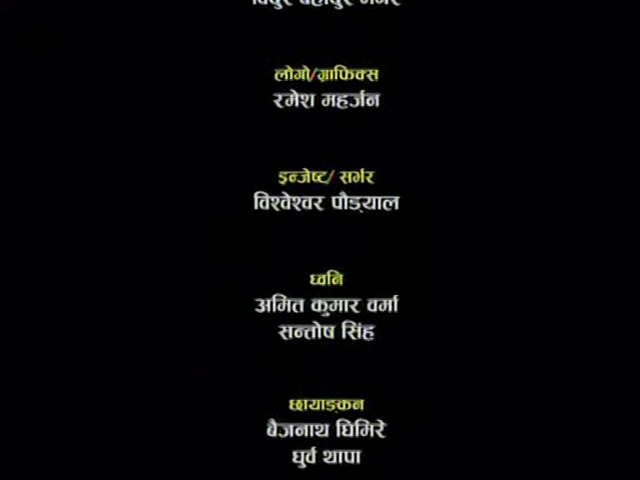 लोगो/ग्राफिक्स
रमेश महर्जन
इन्जेष्ट/ सर्भर
विश्वेश्वर पौड्याल
ध्वनि
अमित कुमार वर्मा
सन्तोष सिंह
छायाङ्कन
बैजनाथ घिमिरे
धुर्व थापा